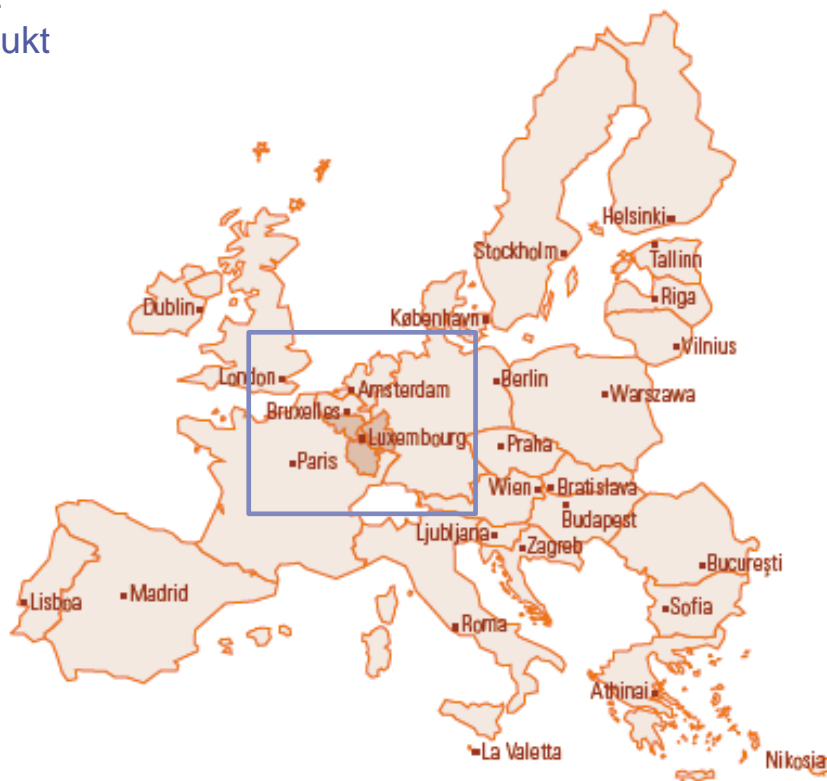 ukt
Helsinki
Stockholm
Tallinn
Dublin
Riga
København
Vilnius
London
Amsterdam
Berlin
Warszawa
Bruxelles
Luxembourg
Praha
Paris
Wien
Bratislava
Budapest
Ljubljana
Zagreb
București
Lisboa
Madrid
Sofia
Roma
Athinai
La Valetta
Nikosia